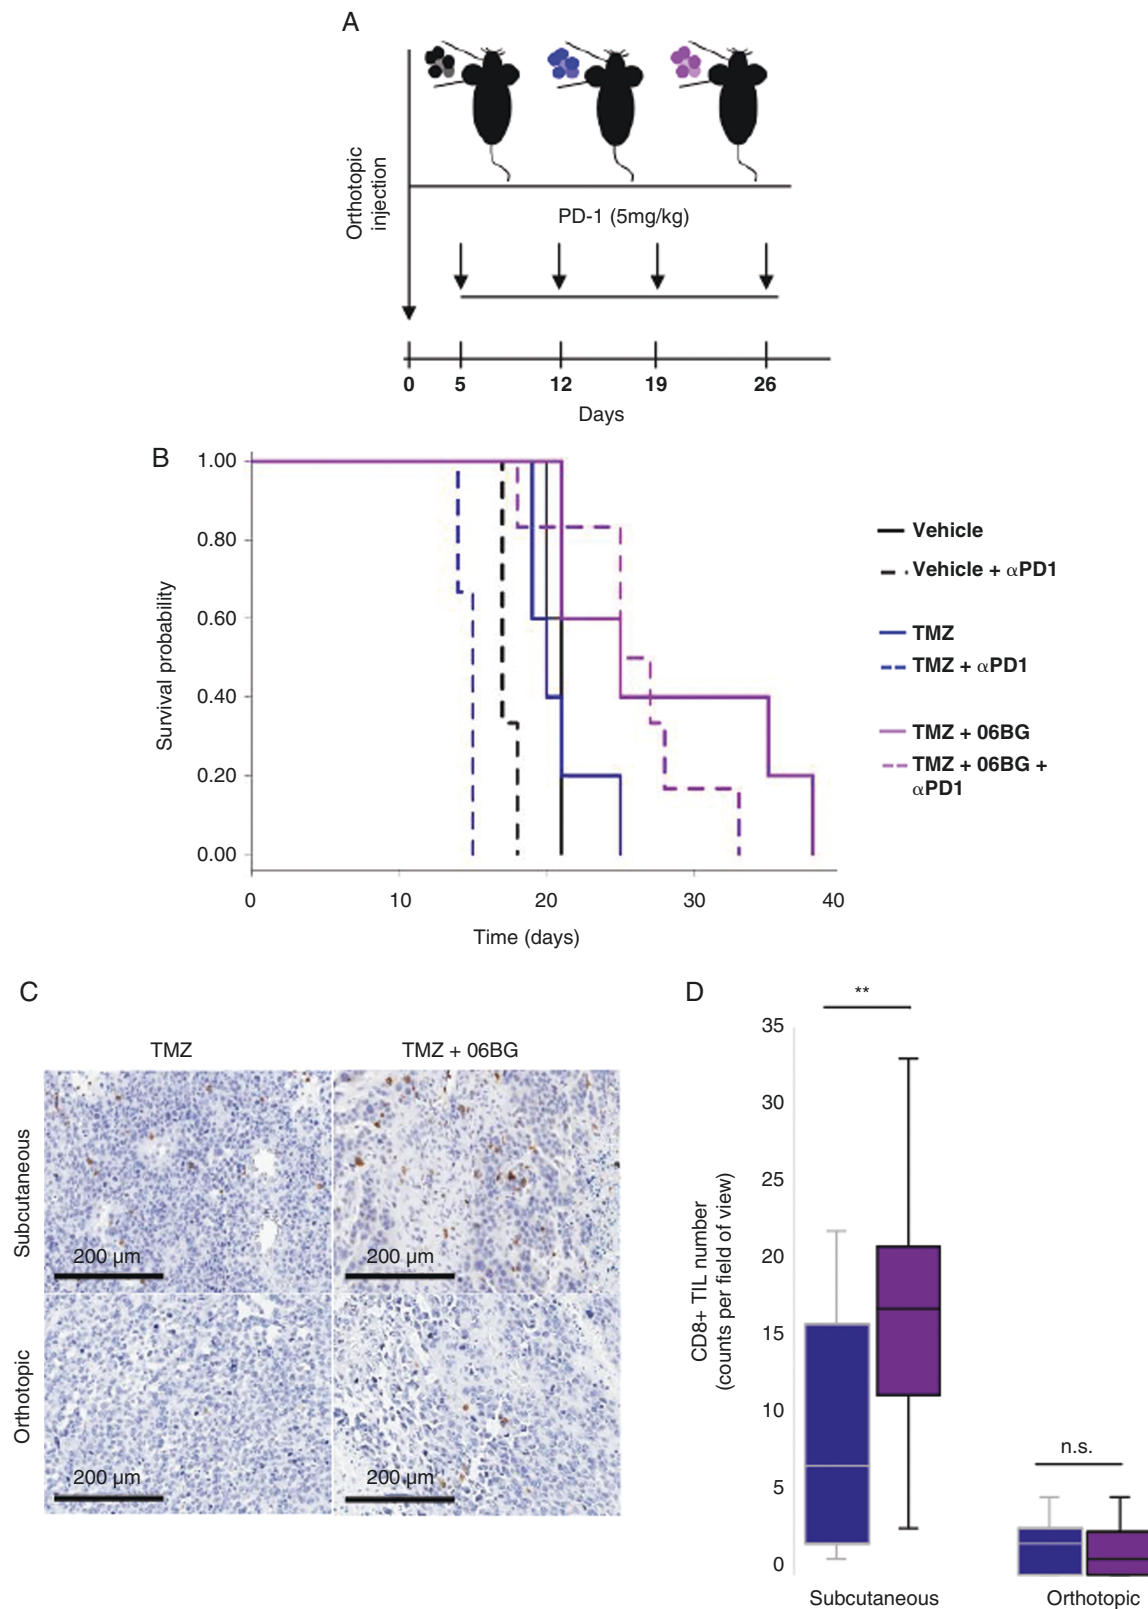 A
Orthotopic
injection
PD-1 (5mg/kg)
0 5 12 19 26
Days
B
1.00
0.80
0.60
0.40
0.20
0.00
Survival probability
0 10 20 30 40
Time (days)
Vehicle
Vehicle + αPD1
TMZ
TMZ + αPD1
TMZ + 06BG
TMZ + 06BG +
αPD1
C
TMZ TMZ + 06BG
Subcutaneous
200 µm 200 µm
Orthotopic
200 µm 200 µm
D
**
35
30
25
20
15
10
5
0
CD8+ TIL number
(counts per field of view)
n.s.
Subcutaneous Orthotopic